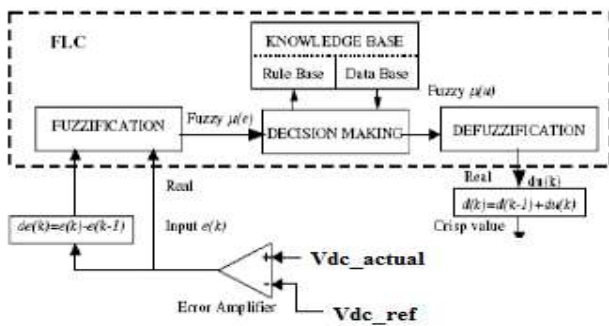 FLC
KNOWLEDGE BASE
Rule Base
Data Base
FUZZIFICATION
Fuzzy μ(e)
DECISION MAKING
Fuzzy μ(u)
DEFUZZIFICATION
Real
Real
du(k)
de(k)=e(k)-e(k-1)
Input e(k)
d(k)=d(k-1)+du(k)
Crisp value
+
Vdc_actual
-
Error Amplifier
Vdc_ref